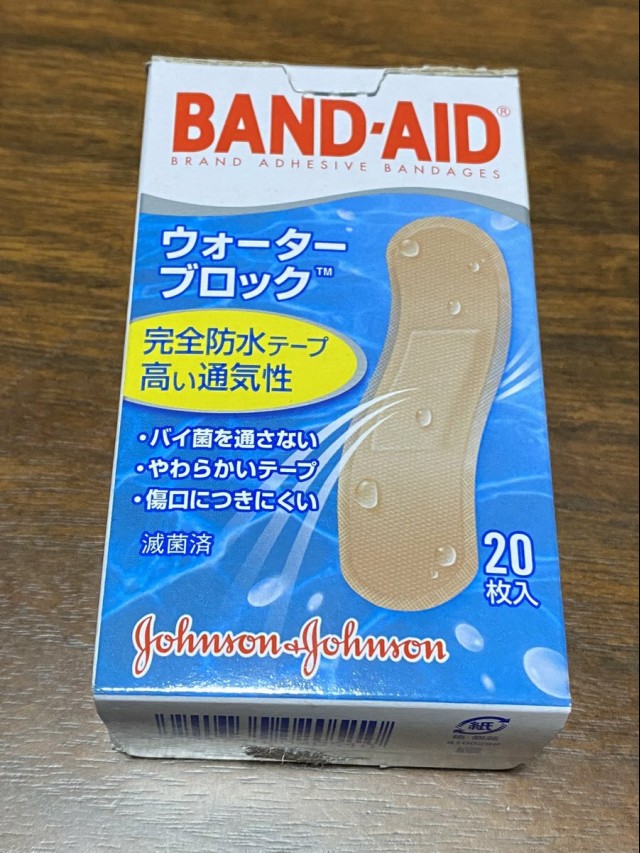 BAND-AID®
BRAND ADHESIVE BANDAGES
ウォーター
ブロック™
完全防水テープ
高い通気性
・バイ菌を通さない
・やわらかいテープ
・傷口につきにくい
滅菌済
20
枚入
Johnson&Johnson
紙